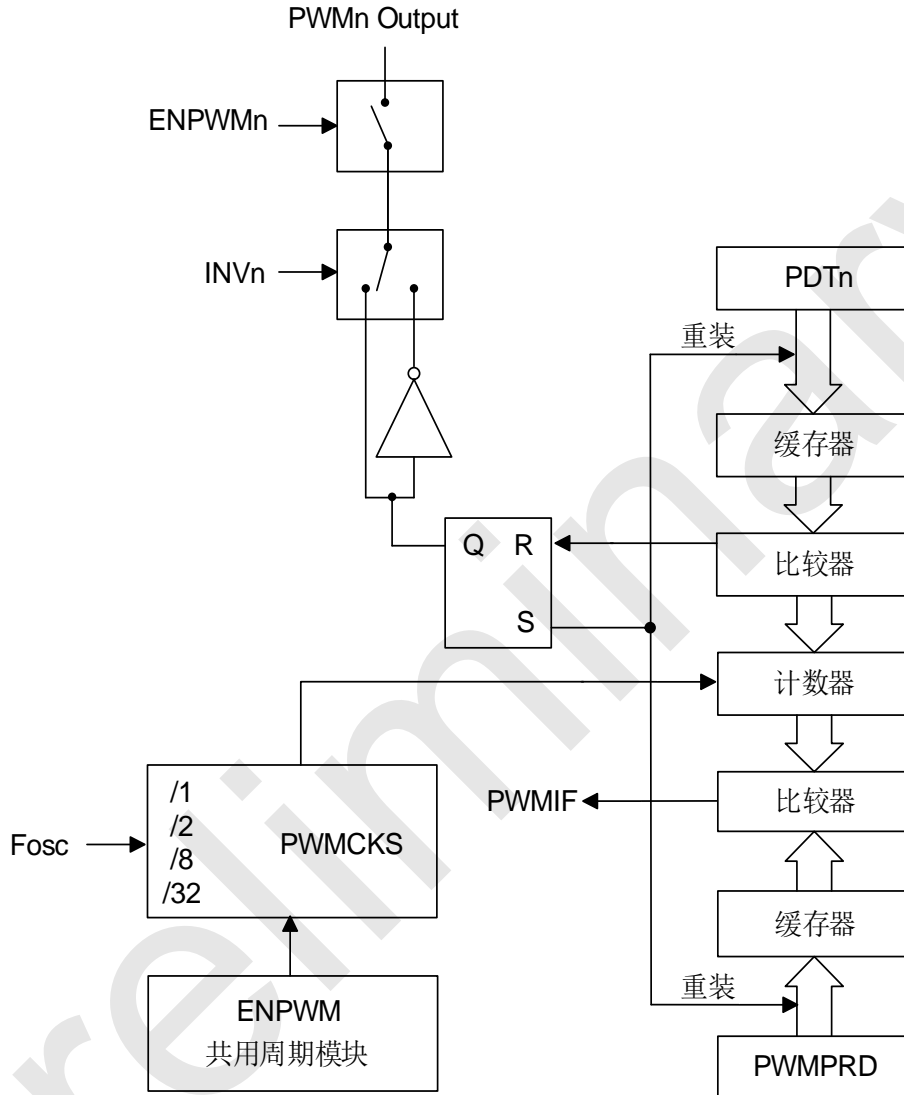 PWMn Output
ENPWMn
INVn
PDTn
重装
缓存器
Q R
比较器
S
计数器
/1
/2
/8
/32
PWMCKS
Fosc
PWMIF
比较器
缓存器
ENPWM
共用周期模块
重装
PWMPRD
reliminary